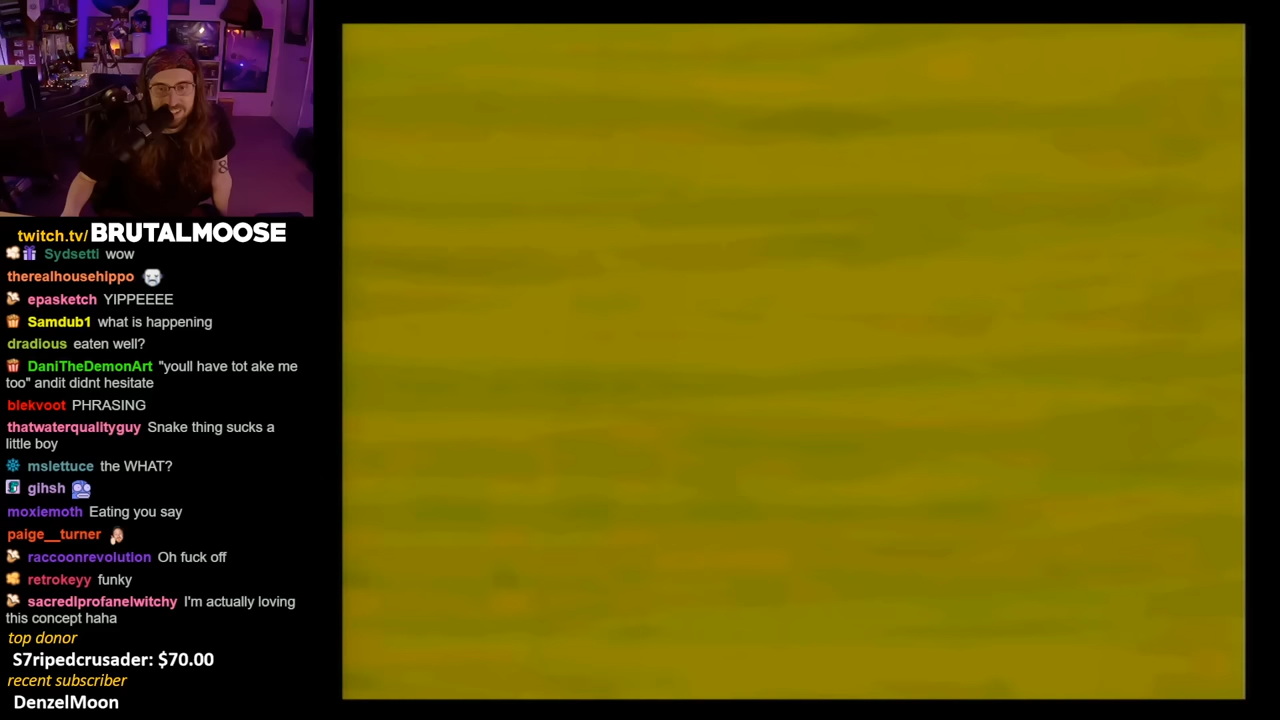 twitch.tv/BRUTALMOOSE
Sydsetti wow
therealhousehippo
epasketch YIPPEEEE
Samdub1 what is happening
dradious eaten well?
DaniTheDemonArt "youll have tot ake me
too" andit didnt hesitate
blekvoot PHRASING
thatwaterqualityguy Snake thing sucks a
little boy
mslettuce the WHAT?
gihsh
moxiemoth Eating you say
paige__turner
raccoonrevolution Oh fuck off
retrokeyy funky
sacredlprofanelwitchy I'm actually loving
this concept haha
top donor
S7ripedcrusader: $70.00
recent subscriber
DenzelMoon